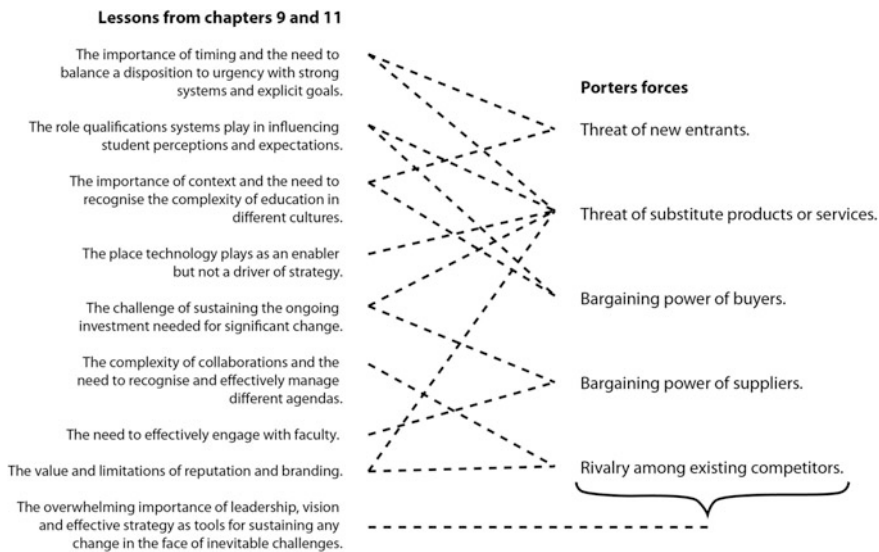 Lessons from chapters 9 and 11
The importance of timing and the need to
balance a disposition to urgency with strong
systems and explicit goals.
The role qualifications systems play in influencing
student perceptions and expectations.
The importance of context and the need to
recognise the complexity of education in
different cultures.
The place technology plays as an enabler
but not a driver of strategy.
The challenge of sustaining the ongoing
investment needed for significant change.
The complexity of collaborations and the
need to recognise and effectively manage
different agendas.
The need to effectively engage with faculty.
The value and limitations of reputation and branding.
The overwhelming importance of leadership, vision
and effective strategy as tools for sustaining any
change in the face of inevitable challenges.
Porters forces
Threat of new entrants.
Threat of substitute products or services.
Bargaining power of buyers.
Bargaining power of suppliers.
Rivalry among existing competitors.